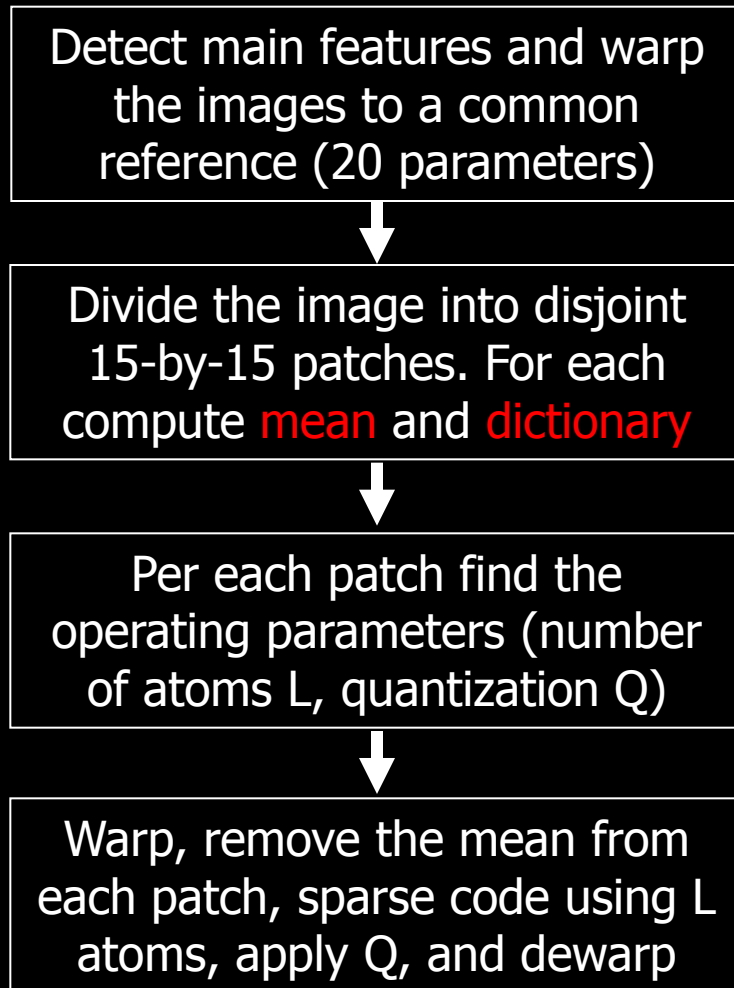 Detect main features and warp
the images to a common
reference (20 parameters)
Divide the image into disjoint
15-by-15 patches. For each
compute mean and dictionary
Per each patch find the
operating parameters (number
of atoms L, quantization Q)
Warp, remove the mean from
each patch, sparse code using L
atoms, apply Q, and dewarp